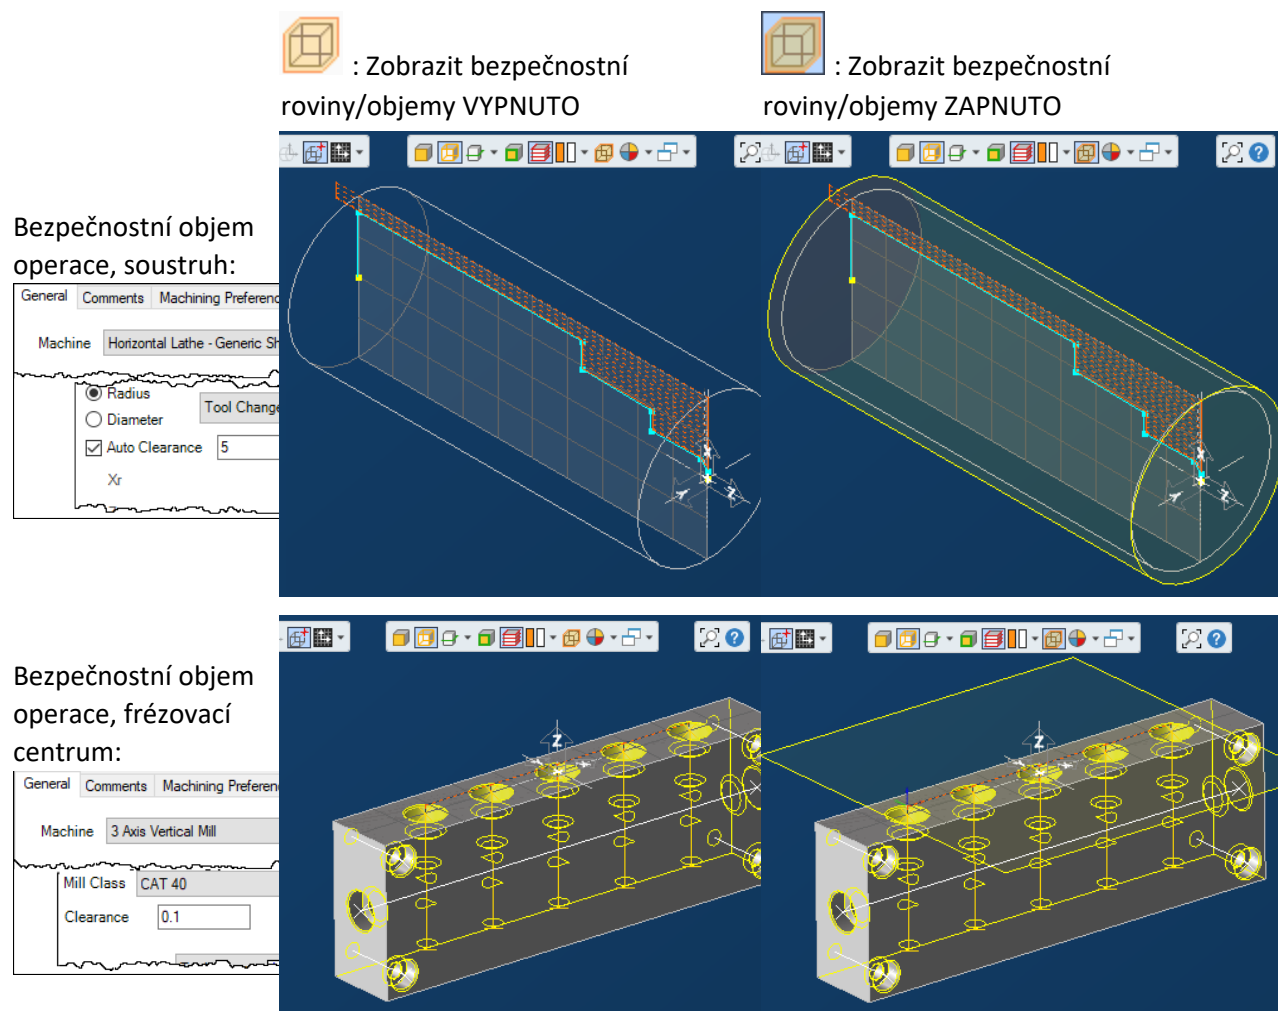 : Zobrazit bezpečnostní
roviny/objemy VYPNUTO
: Zobrazit bezpečnostní
roviny/objemy ZAPNUTO
Bezpečnostní objem
operace, soustruh:
General Comments Machining
Machine Horizontal Lathe - Generic
Radius
Diameter
Tool Change
Auto Clearance 5
Xr
X
Z
Bezpečnostní objem
operace, frézovací
centrum:
General Comments Machining
Machine 3 Axis Vertical Mill
Mill Class CAT 40
Clearance 0.1
Z
Z